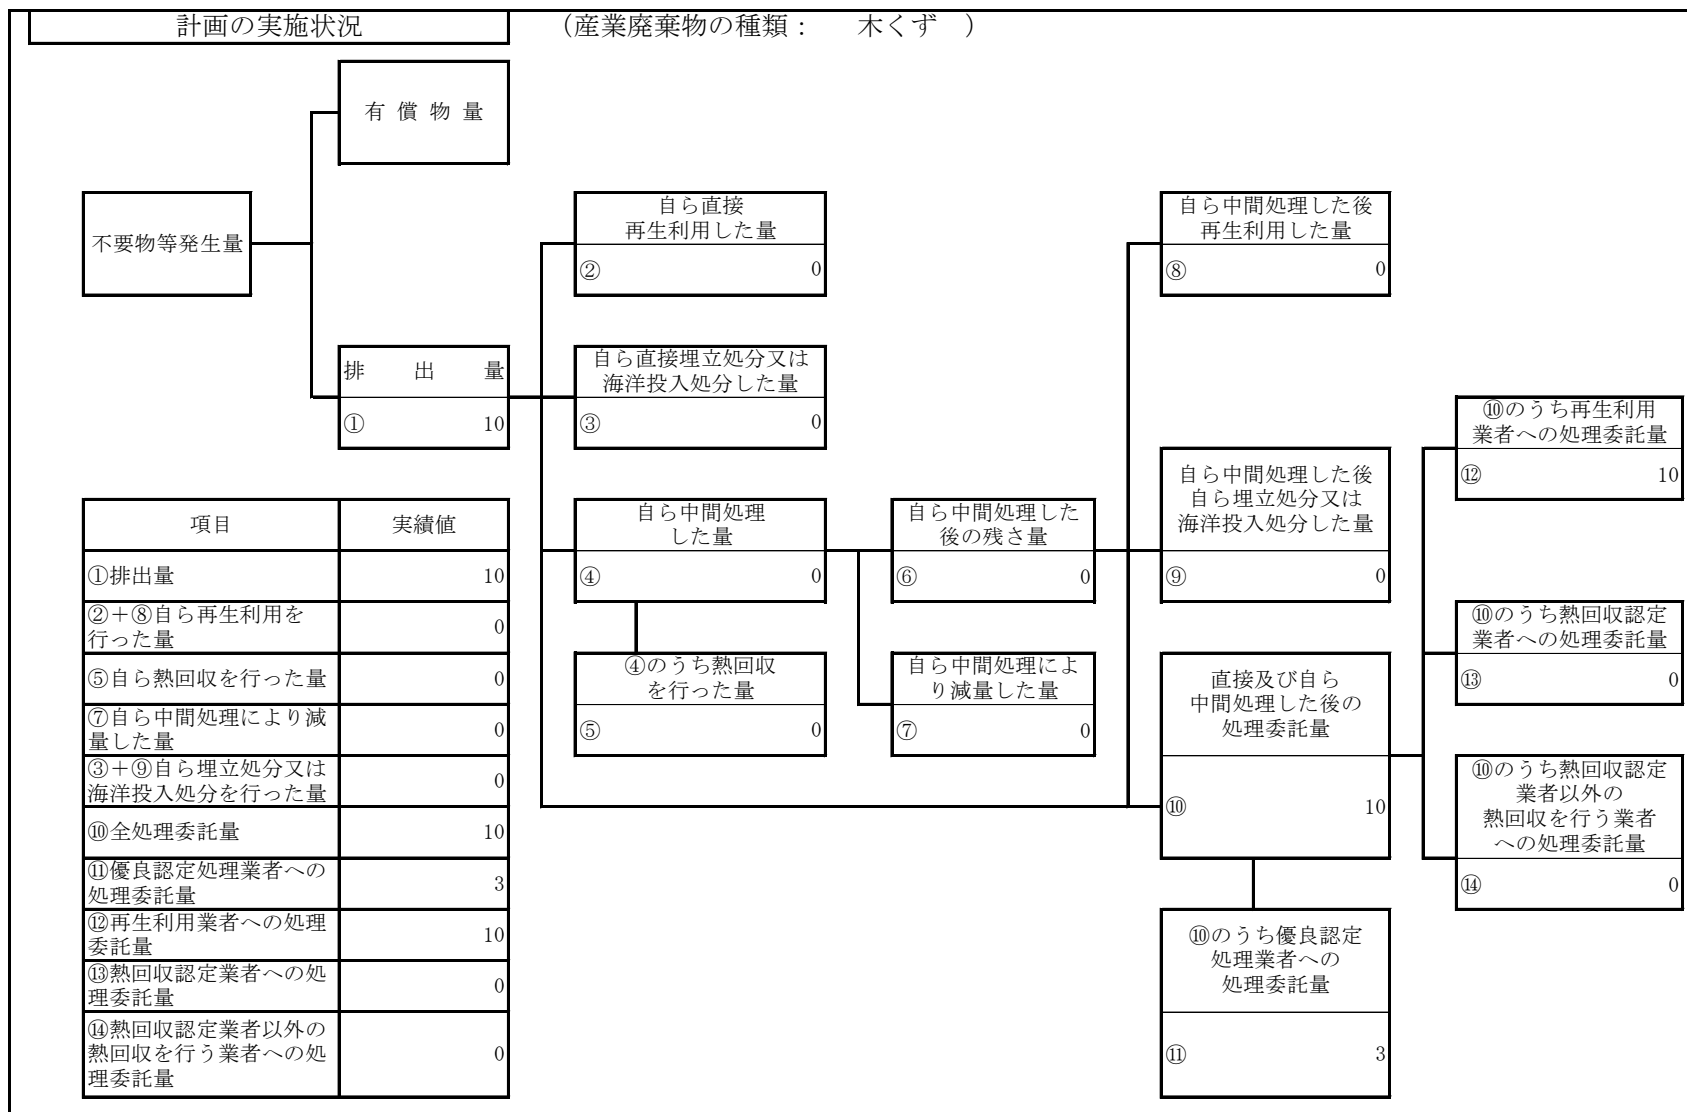 計画の実施状況
（産業廃棄物の種類： 木くず ）
有 償 物 量
不要物等発生量
自ら直接
再生利用した量
② 0
自ら中間処理した後
再生利用した量
⑧ 0
排 出 量
① 10
自ら直接埋立処分又は
海洋投入処分した量
③ 0
⑩のうち再生利用
業者への処理委託量
⑫ 10
自ら中間処理した後
自ら埋立処分又は
海洋投入処分した量
⑨ 0
自ら中間処理
した量
④ 0
自ら中間処理した
後の残さ量
⑥ 0
⑩のうち熱回収認定
業者への処理委託量
⑬ 0
④のうち熱回収
を行った量
⑤ 0
自ら中間処理によ
り減量した量
⑦ 0
直接及び自ら
中間処理した後の
処理委託量
⑩ 10
⑩のうち熱回収認定
業者以外の
熱回収を行う業者
への処理委託量
⑭ 0
⑩のうち優良認定
処理業者への
処理委託量
⑪ 3
項目 実績値
①排出量 10
②＋⑧自ら再生利用を
行った量 0
⑤自ら熱回収を行った量 0
⑦自ら中間処理により減
量した量 0
③＋⑨自ら埋立処分又は
海洋投入処分を行った量 0
⑩全処理委託量 10
⑪優良認定処理業者への
処理委託量 3
⑫再生利用業者への処理
委託量 10
⑬熱回収認定業者への処
理委託量 0
⑭熱回収認定業者以外の
熱回収を行う業者への処
理委託量 0